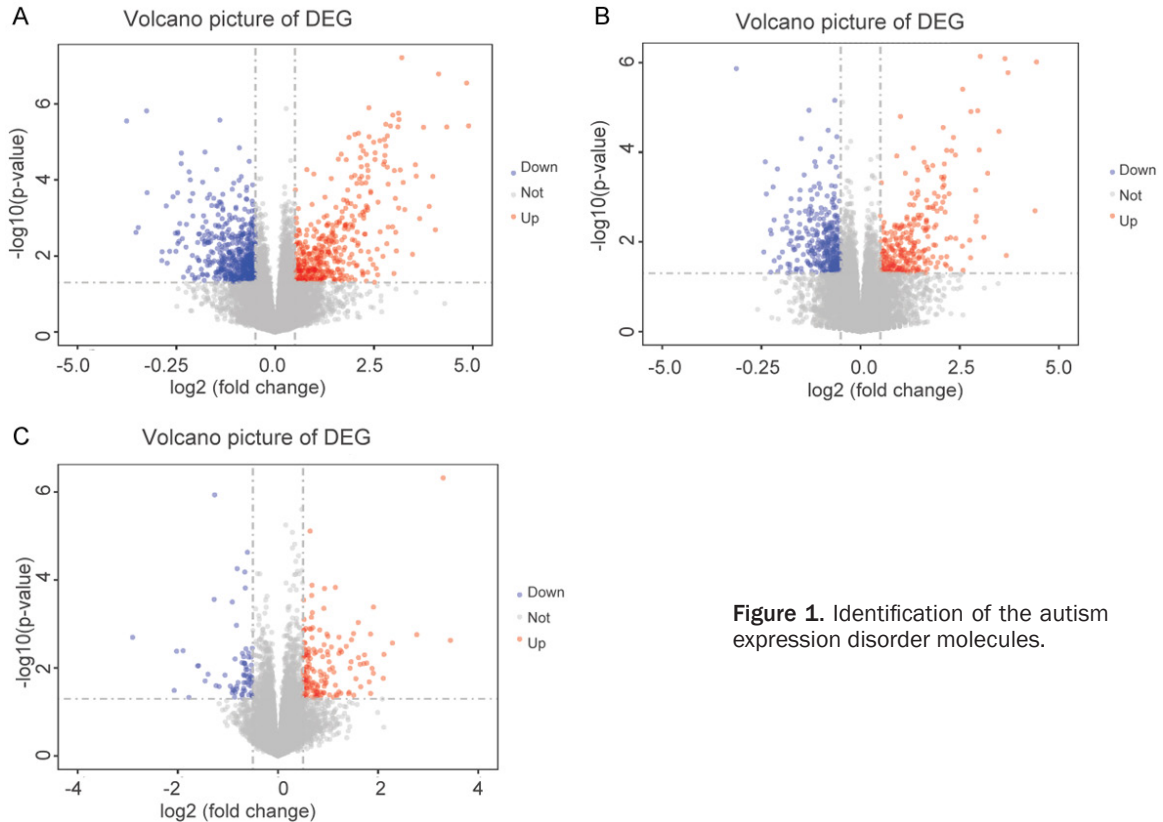 A
Volcano picture of DEG
-log10(p-value)
6
4
2
0
-5.0
-0.25
0.0
2.5
5.0
log2 (fold change)
Down
Not
Up
B
Volcano picture of DEG
-log10(p-value)
6
4
2
0
-5.0
-0.25
0.0
2.5
5.0
log2 (fold change)
Down
Not
Up
C
Volcano picture of DEG
-log10(p-value)
6
4
2
0
-4
-2
0
2
4
log2 (fold change)
Down
Not
Up
Figure 1. Identification of the autism
expression disorder molecules.